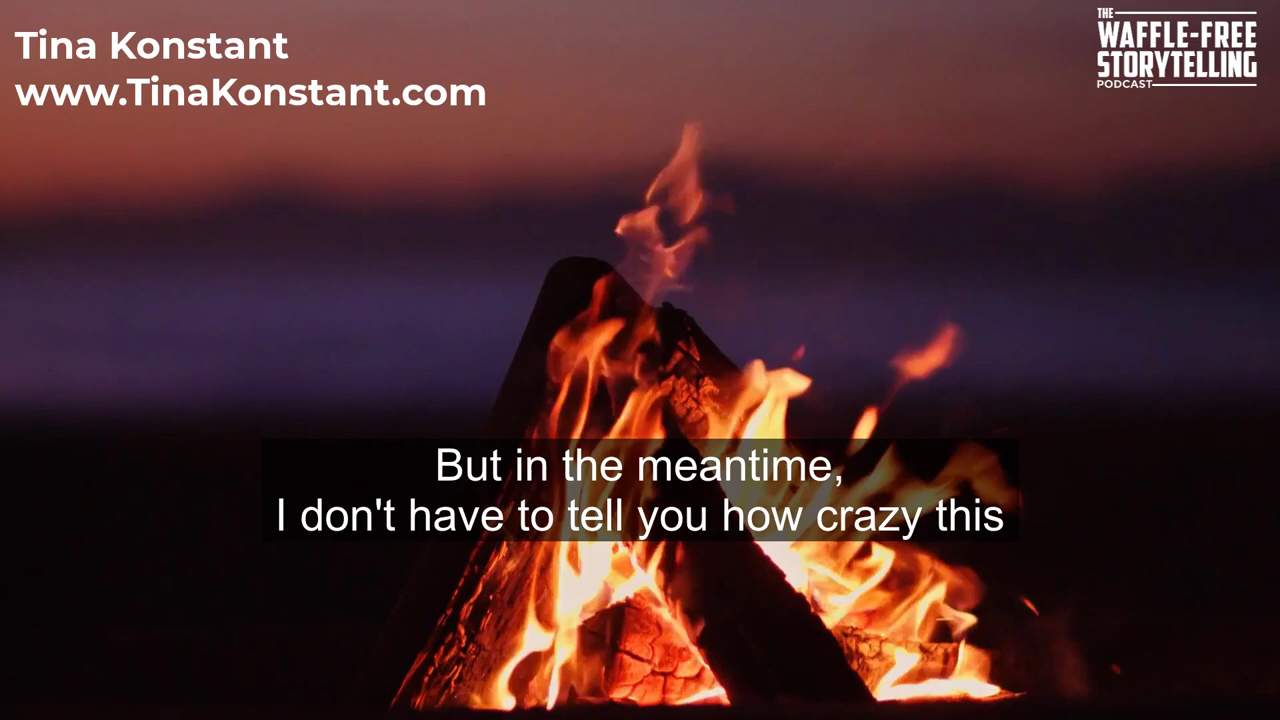 Tina Konstant
www.TinaKonstant.com
THE
WAFFLE-FREE
STORYTELLING
PODCAST
But in the meantime,
I don't have to tell you how crazy this